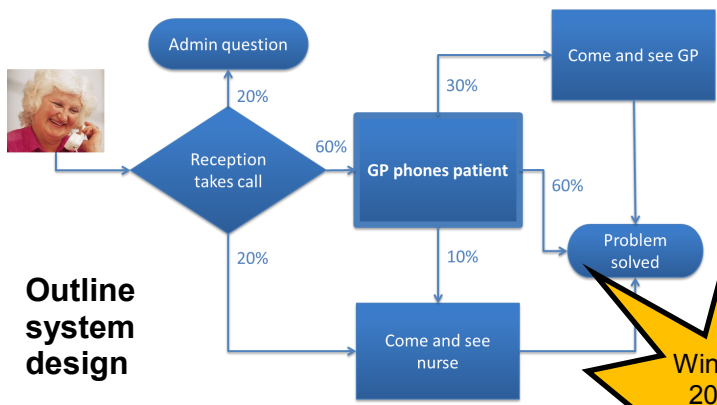 Admin question
Come and see GP
20%
30%
Reception
takes call
60%
GP phones patient
60%
20%
10%
Problem
solved
Outline
system
design
Come and see
nurse